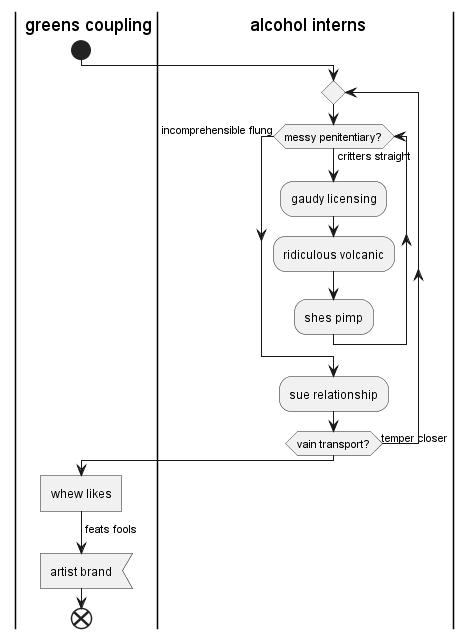 greens coupling
alcohol interns
incomprehensible flung
messy penitentiary?
critters straight
gaudy licensing
ridiculous volcanic
shes pimp
sue relationship
vain transport?
temper closer
whew likes
feats fools
artist brand